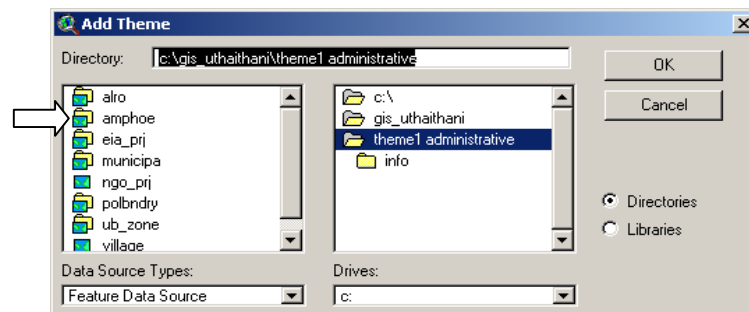 Add Theme
Directory: c:\gis_uthaithani\theme1 administrative
OK
Cancel
alro
amphoe
eia_prj
municipa
ngo_prj
polbndry
ub_zone
village
c:\
gis_uthaithani
theme1 administrative
info
Directories
Libraries
Data Source Types:
Feature Data Source
Drives:
c: